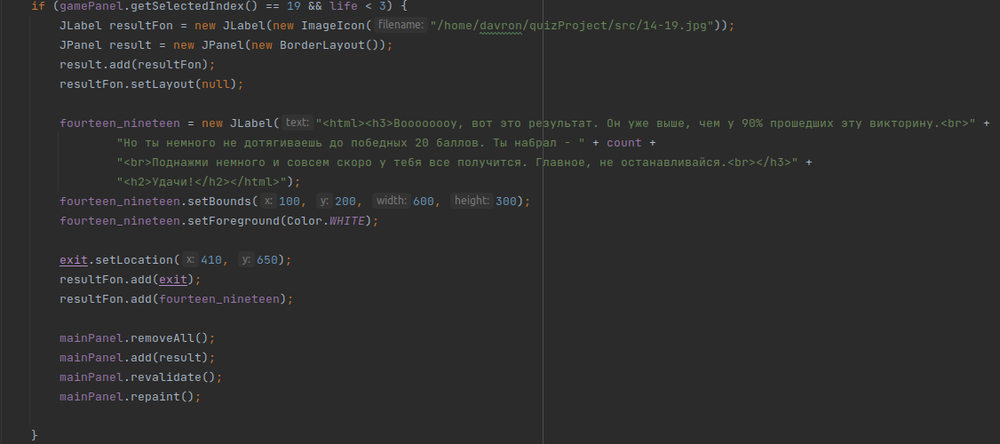 if (gamePanel.getSelectedIndex() == 19 && life < 3) {
JLabel resultFon = new JLabel(new ImageIcon( filename: "/home/davron/quizProject/src/14-19.jpg"));
JPanel result = new JPanel(new BorderLayout());
result.add(resultFon);
resultFon.setLayout(null);
fourteen_nineteen = new JLabel( text: "<html><h3>Воооооооу, вот это результат. Он уже выше, чем у 90% прошедших эту викторину.<br>" +
"Но ты немного не дотягиваешь до победных 20 баллов. Ты набрал - " + count +
"<br>Поднажми немного и совсем скоро у тебя все получится. Главное, не останавливайся.<br></h3>" +
"<h2>Удачи!</h2></html>");
fourteen_nineteen.setBounds( x: 100, y: 200, width: 600, height: 300);
fourteen_nineteen.setForeground(Color.WHITE);
exit.setLocation( x: 410, y: 650);
resultFon.add(exit);
resultFon.add(fourteen_nineteen);
mainPanel.removeAll();
mainPanel.add(result);
mainPanel.revalidate();
mainPanel.repaint();
}